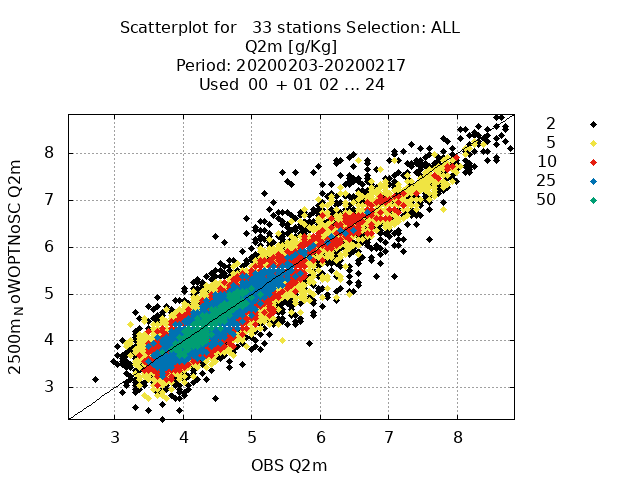 Scatterplot for 33 stations Selection: ALL
Q2m [g/Kg]
Period: 20200203-20200217
Used 00 + 01 02 ... 24
2
5
10
25
50
8
7
6
5
4
3
2500mNoWOPTNoSC Q2m
3 4 5 6 7 8
OBS Q2m